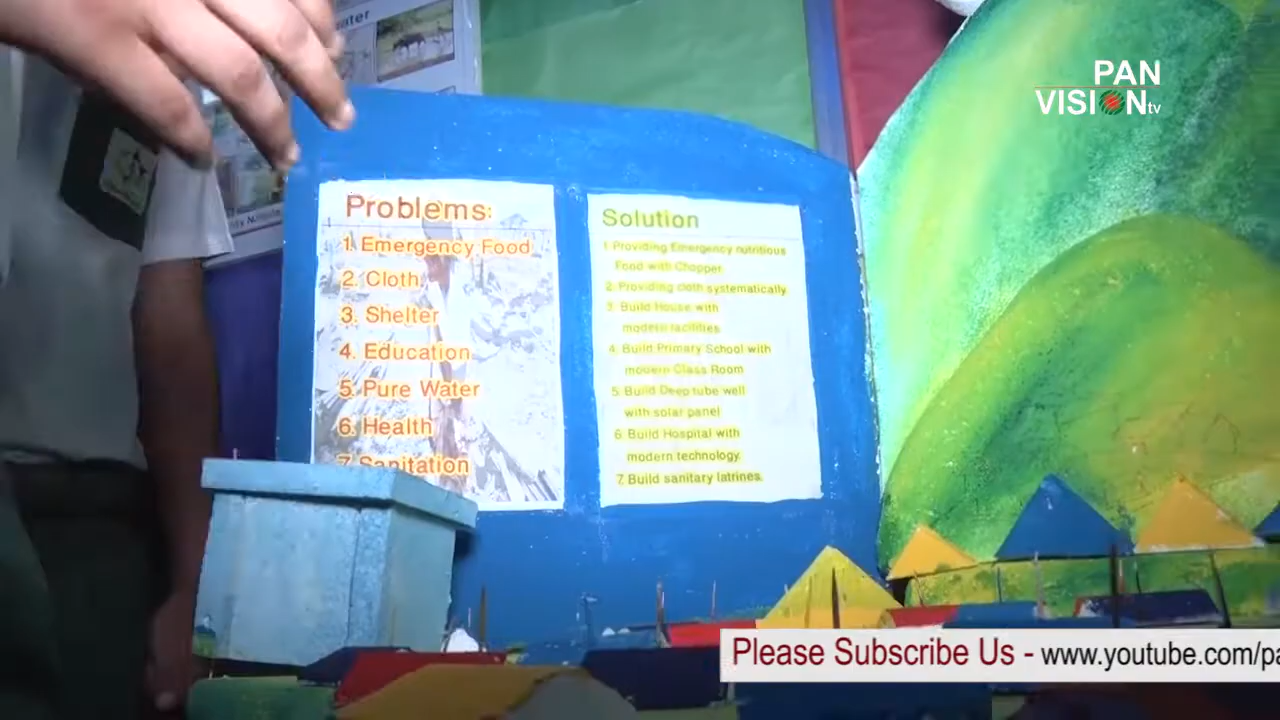 ater
PAN
VISION tv
Problems:
1. Emergency Food
2. Cloth
3. Shelter
4. Education
5. Pure Water
6. Health
7. Sanitation
Solution
1. Providing Emergency nutritious
Food with Chopper
2. Providing cloth systematically
3. Build House with
modern facilities
4. Build Primary School with
modern Class Room
5. Build Deep tube well
with solar panel
6. Build Hospital with
modern technology
7. Build sanitary latrines.
Please Subscribe Us - www.youtube.com/pa